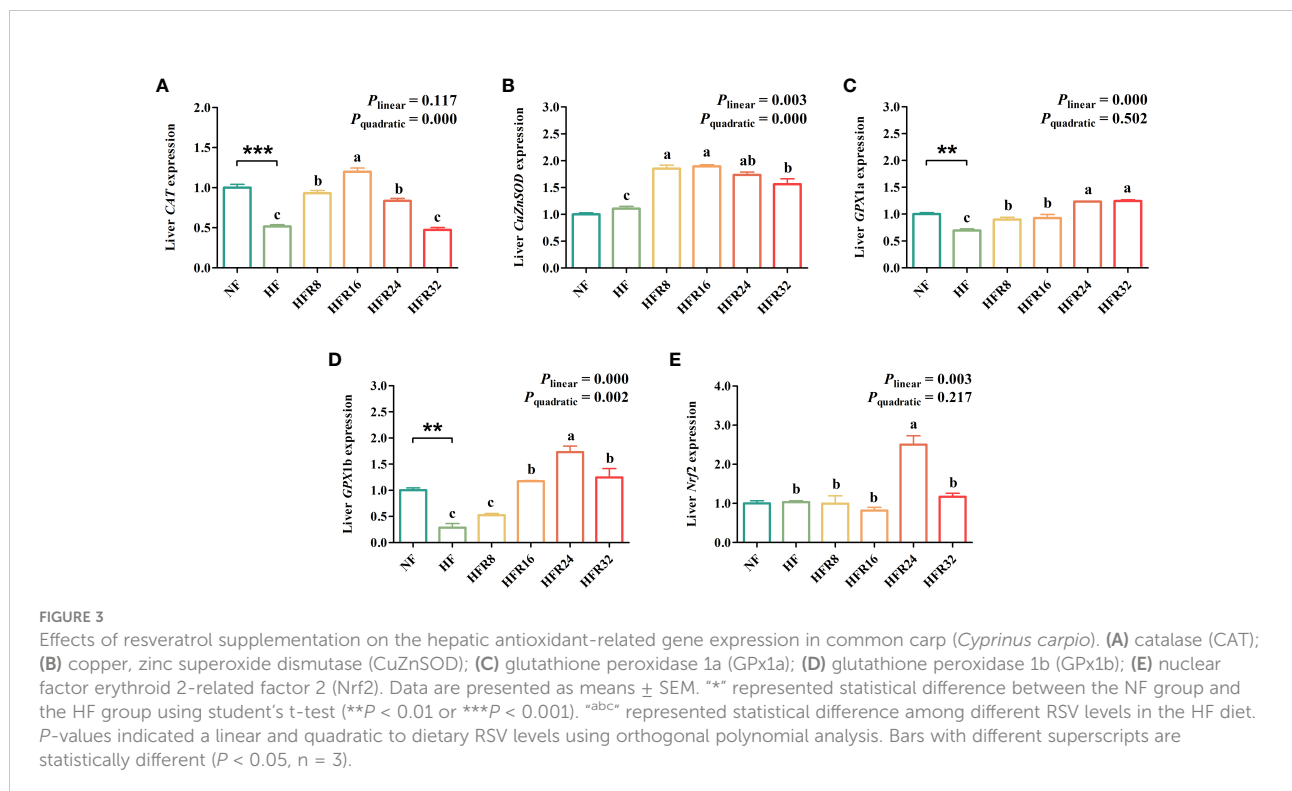 A
P linear = 0.117
P quadratic = 0.000
Liver CAT expression
2.0
1.5
1.0
0.5
0.0
***
c
b
a
b
c
NF
HF
HFR8
HFR16
HFR24
HFR32
B
P linear = 0.003
P quadratic = 0.000
Liver CuZnSOD expression
3.0
2.5
2.0
1.5
1.0
0.5
0.0
c
a
a
ab
b
NF
HF
HFR8
HFR16
HFR24
HFR32
C
P linear = 0.000
P quadratic = 0.502
Liver GPX1a expression
3.0
2.5
2.0
1.5
1.0
0.5
0.0
**
c
b
b
a
a
NF
HF
HFR8
HFR16
HFR24
HFR32
D
P linear = 0.000
P quadratic = 0.002
Liver GPX1b expression
3.0
2.5
2.0
1.5
1.0
0.5
0.0
**
c
c
b
a
b
NF
HF
HFR8
HFR16
HFR24
HFR32
E
P linear = 0.003
P quadratic = 0.217
Liver Nrf2 expression
4.0
3.0
2.0
1.0
0.0
b
b
b
a
b
NF
HF
HFR8
HFR16
HFR24
HFR32
FIGURE 3
Effects of resveratrol supplementation on the hepatic antioxidant-related gene expression in common carp (Cyprinus carpio). (A) catalase (CAT);
(B) copper, zinc superoxide dismutase (CuZnSOD); (C) glutathione peroxidase 1a (GPx1a); (D) glutathione peroxidase 1b (GPx1b); (E) nuclear
factor erythroid 2-related factor 2 (Nrf2). Data are presented as means ± SEM. "*" represented statistical difference between the NF group and
the HF group using student's t-test (**P < 0.01 or ***P < 0.001). "abc" represented statistical difference among different RSV levels in the HF diet.
P-values indicated a linear and quadratic to dietary RSV levels using orthogonal polynomial analysis. Bars with different superscripts are
statistically different (P < 0.05, n = 3).